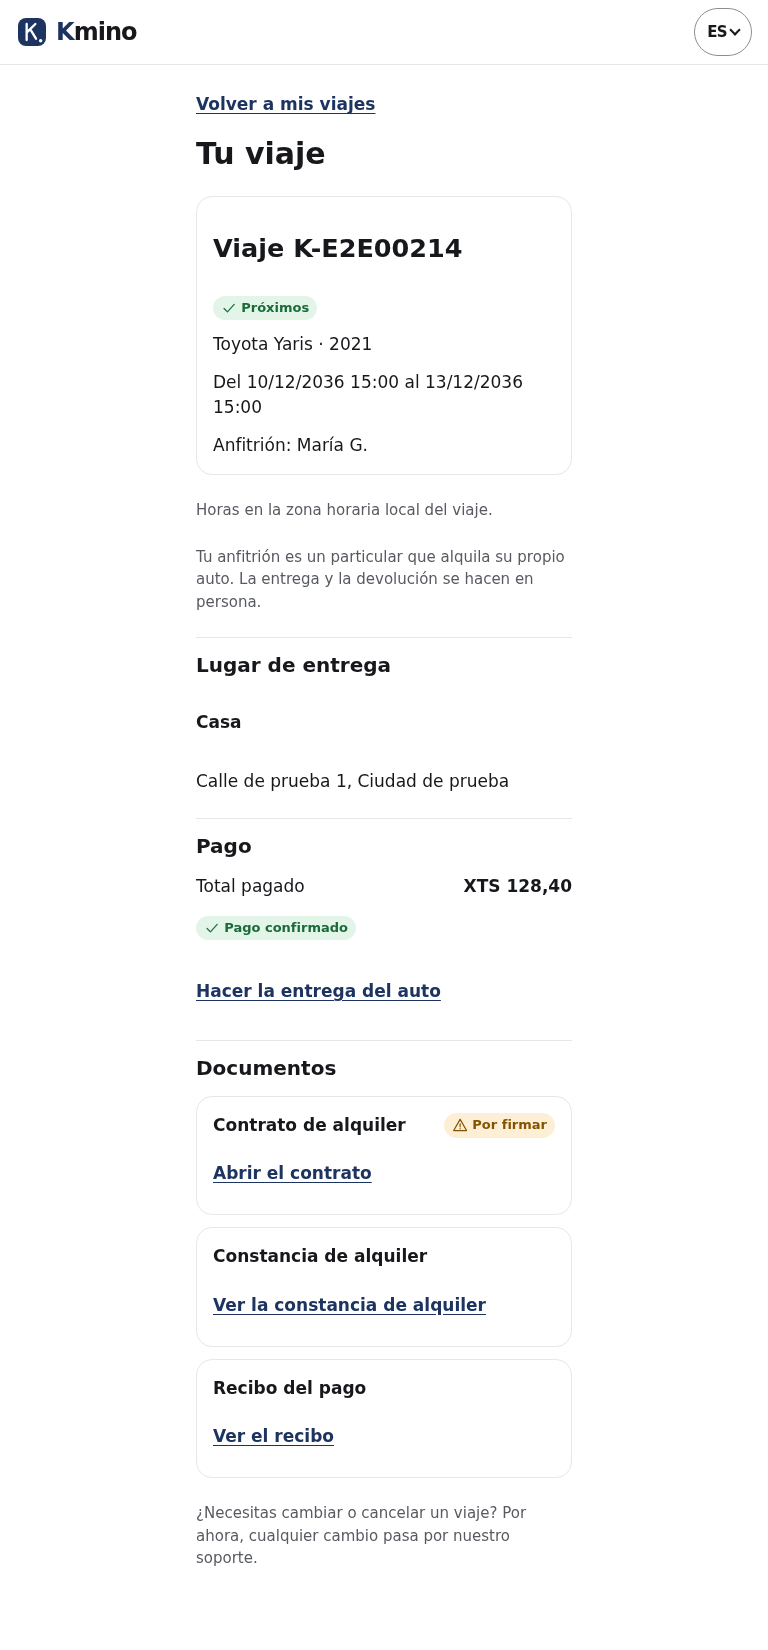 Kmino
ES
Volver a mis viajes
Tu viaje
Viaje K-E2E00214
Próximos
Toyota Yaris · 2021
Del 10/12/2036 15:00 al 13/12/2036
15:00
Anfitrión: María G.
Horas en la zona horaria local del viaje.
Tu anfitrión es un particular que alquila su propio
auto. La entrega y la devolución se hacen en
persona.
Lugar de entrega
Casa
Calle de prueba 1, Ciudad de prueba
Pago
Total pagado XTS 128,40
Pago confirmado
Hacer la entrega del auto
Documentos
Contrato de alquiler Por firmar
Abrir el contrato
Constancia de alquiler
Ver la constancia de alquiler
Recibo del pago
Ver el recibo
¿Necesitas cambiar o cancelar un viaje? Por
ahora, cualquier cambio pasa por nuestro
soporte.